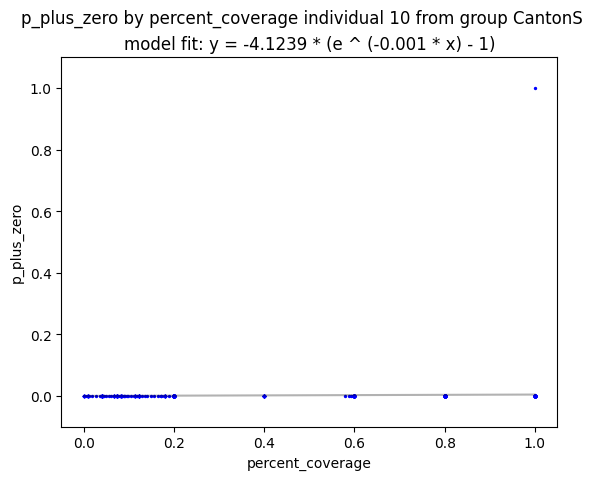 p_plus_zero by percent_coverage individual 10 from group CantonS
model fit: y = -4.1239 * (e ^ (-0.001 * x) - 1)
1.0
0.8
0.6
0.4
0.2
0.0
p_plus_zero
0.0 0.2 0.4 0.6 0.8 1.0
percent_coverage